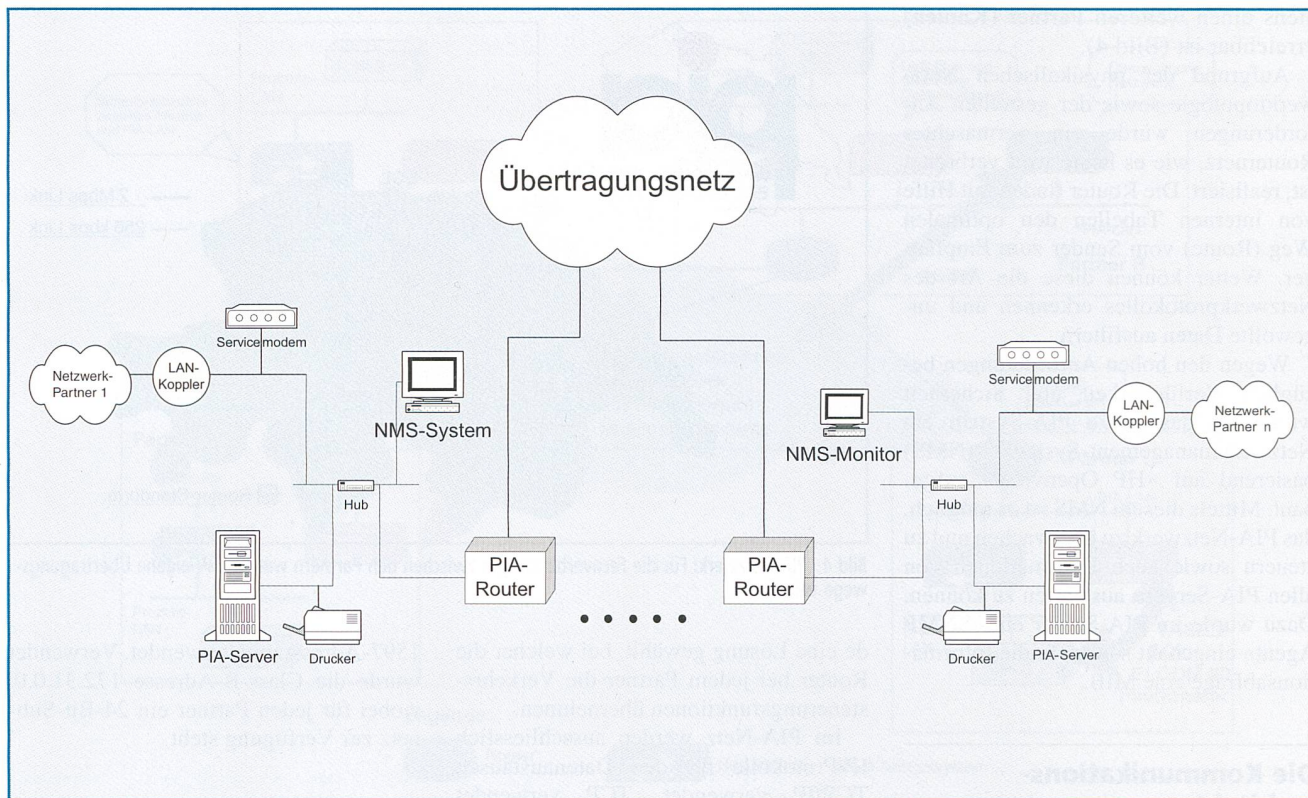 Übertragungsnetz
Servicemodem
Netzwerk-
Partner 1
LAN-
Koppler
NMS-System
Hub
PIA-Server
Drucker
PIA-
Router
PIA-
Router
NMS-Monitor
Servicemodem
LAN-
Koppler
Netzwerk-
Partner n
Hub
Drucker
PIA-Server